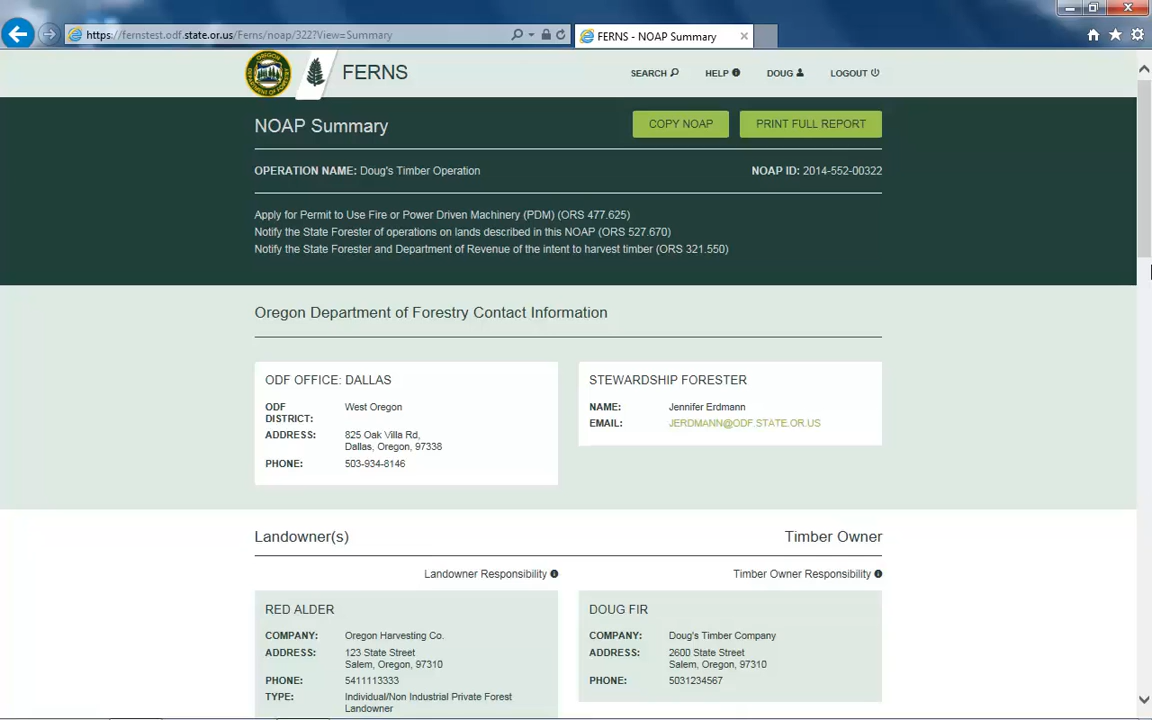 https://fernstest.odf.state.or.us/Ferns/noap/322?View=Summary
FERNS - NOAP Summary
FERNS
SEARCH
HELP
DOUG
LOGOUT
NOAP Summary
COPY NOAP
PRINT FULL REPORT
OPERATION NAME: Doug's Timber Operation
NOAP ID: 2014-552-00322
Apply for Permit to Use Fire or Power Driven Machinery (PDM) (ORS 477.625)
Notify the State Forester of operations on lands described in this NOAP (ORS 527.670)
Notify the State Forester and Department of Revenue of the intent to harvest timber (ORS 321.550)
Oregon Department of Forestry Contact Information
ODF OFFICE: DALLAS
ODF DISTRICT: West Oregon
ADDRESS: 825 Oak Villa Rd,
Dallas, Oregon, 97338
PHONE: 503-934-8146
STEWARDSHIP FORESTER
NAME: Jennifer Erdmann
EMAIL: JERDMANN@ODF.STATE.OR.US
Landowner(s)
Timber Owner
Landowner Responsibility
Timber Owner Responsibility
RED ALDER
COMPANY: Oregon Harvesting Co.
ADDRESS: 123 State Street
Salem, Oregon, 97310
PHONE: 5411113333
TYPE: Individual/Non Industrial Private Forest
Landowner
DOUG FIR
COMPANY: Doug's Timber Company
ADDRESS: 2600 State Street
Salem, Oregon, 97310
PHONE: 5031234567